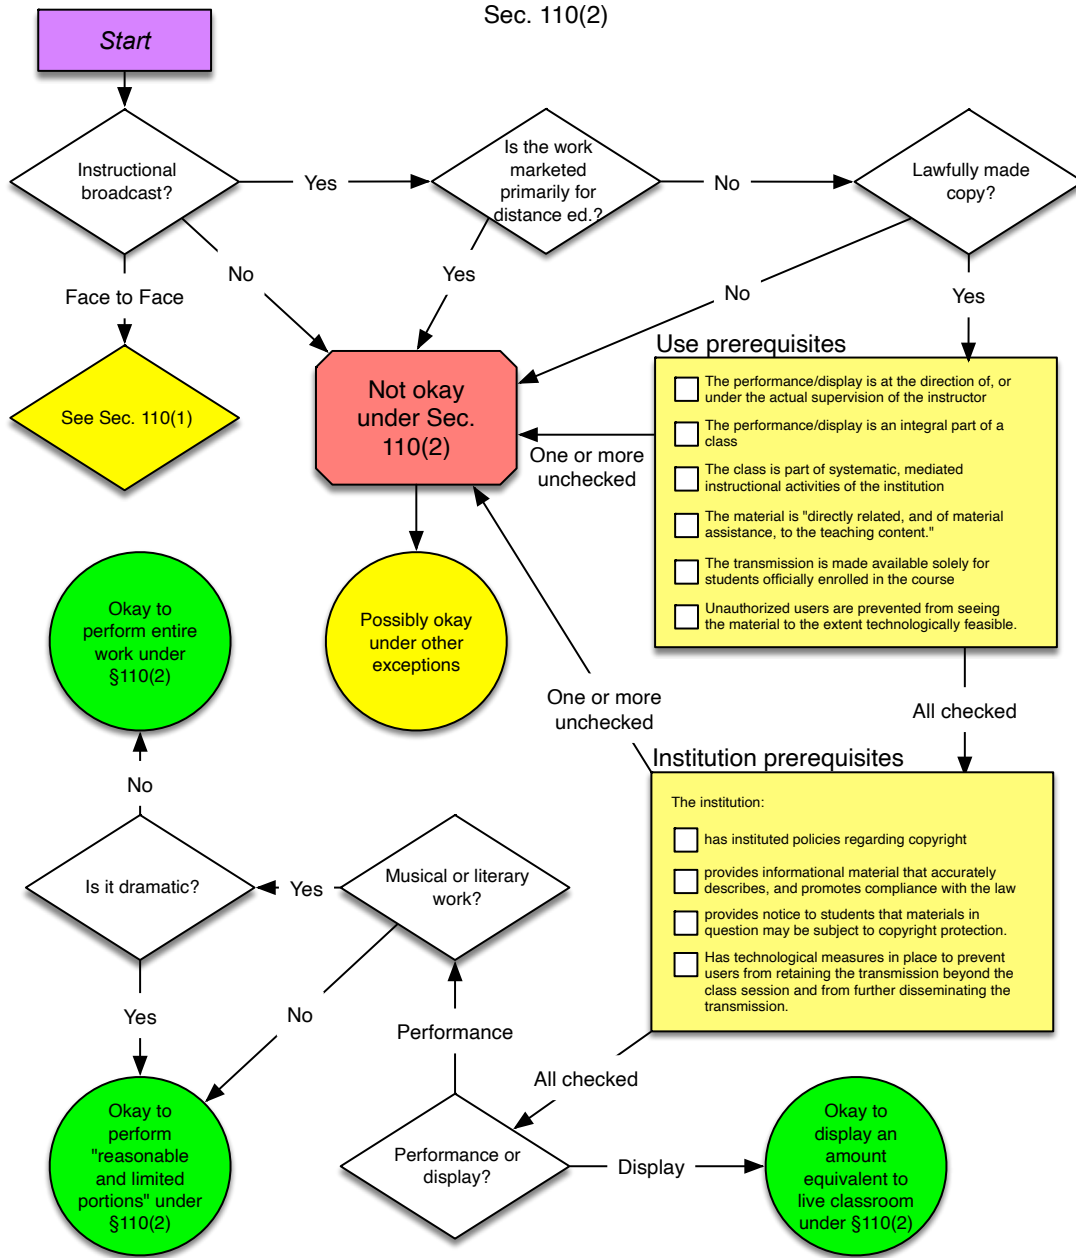 Sec. 110(2)
Start
Instructional
broadcast?
Yes
Is the work
marketed
primarily for
distance ed.?
No
Lawfully made
copy?
No
Yes
No
Yes
Face to Face
See Sec. 110(1)
Not okay
under Sec.
110(2)
Use prerequisites
The performance/display is at the direction of, or
under the actual supervision of the instructor
The performance/display is an integral part of a
class
The class is part of systematic, mediated
instructional activities of the institution
The material is "directly related, and of material
assistance, to the teaching content."
The transmission is made available solely for
students officially enrolled in the course
Unauthorized users are prevented from seeing
the material to the extent technologically feasible.
One or more
unchecked
Okay to
perform entire
work under
§110(2)
Possibly okay
under other
exceptions
One or more
unchecked
All checked
Institution prerequisites
The institution:
has instituted policies regarding copyright
provides informational material that accurately
describes, and promotes compliance with the law
provides notice to students that materials in
question may be subject to copyright protection.
Has technological measures in place to prevent
users from retaining the transmission beyond the
class session and from further disseminating the
transmission.
No
Is it dramatic?
Yes
Musical or literary
work?
Yes
No
Performance
All checked
Okay to
perform
"reasonable
and limited
portions" under
§110(2)
Performance or
display?
Display
Okay to
display an
amount
equivalent to
live classroom
under §110(2)